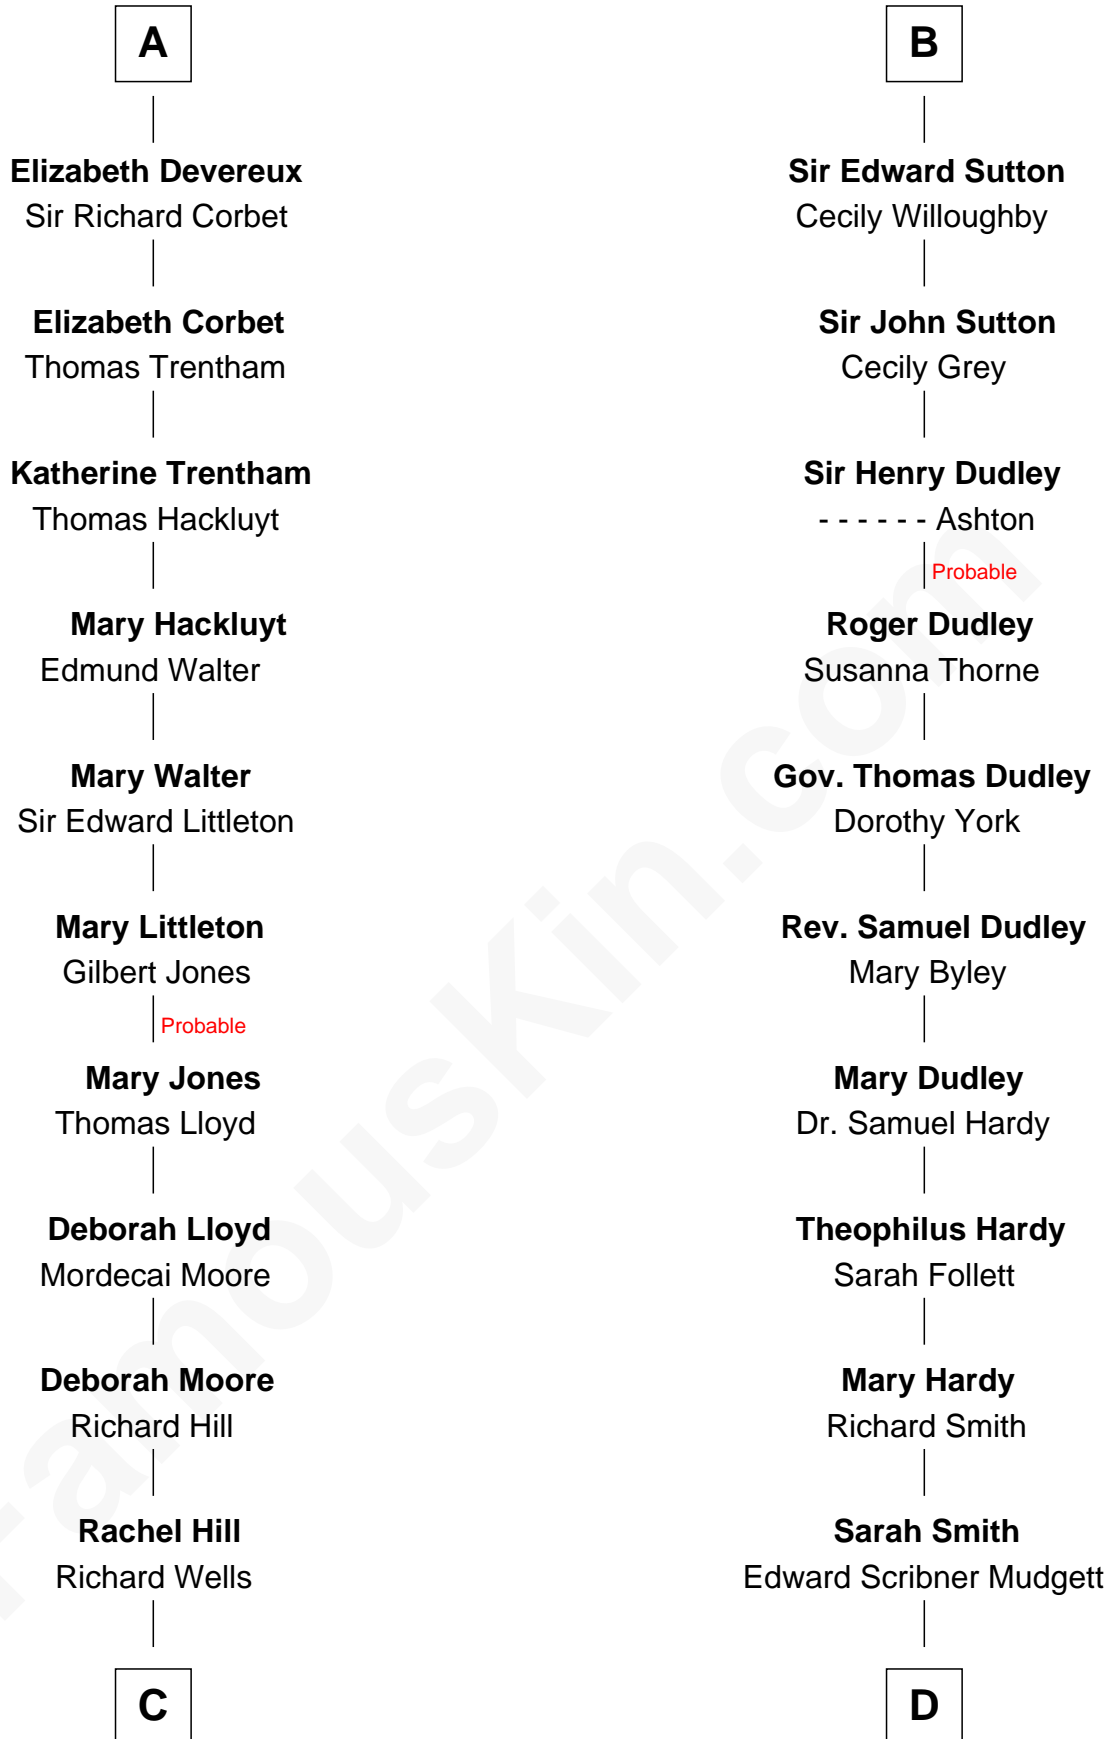 A
Elizabeth Devereux
Sir Richard Corbet
Elizabeth Corbet
Thomas Trentham
Katherine Trentham
Thomas Hackluyt
Mary Hackluyt
Edmund Walter
Mary Walter
Sir Edward Littleton
Mary Littleton
Gilbert Jones
Probable
Mary Jones
Thomas Lloyd
Deborah Lloyd
Mordecai Moore
Deborah Moore
Richard Hill
Rachel Hill
Richard Wells
C
B
Sir Edward Sutton
Cecily Willoughby
Sir John Sutton
Cecily Grey
Sir Henry Dudley
- - - - - - Ashton
Probable
Roger Dudley
Susanna Thorne
Gov. Thomas Dudley
Dorothy York
Rev. Samuel Dudley
Mary Byley
Mary Dudley
Dr. Samuel Hardy
Theophilus Hardy
Sarah Follett
Mary Hardy
Richard Smith
Sarah Smith
Edward Scribner Mudgett
D
FamousKin.com